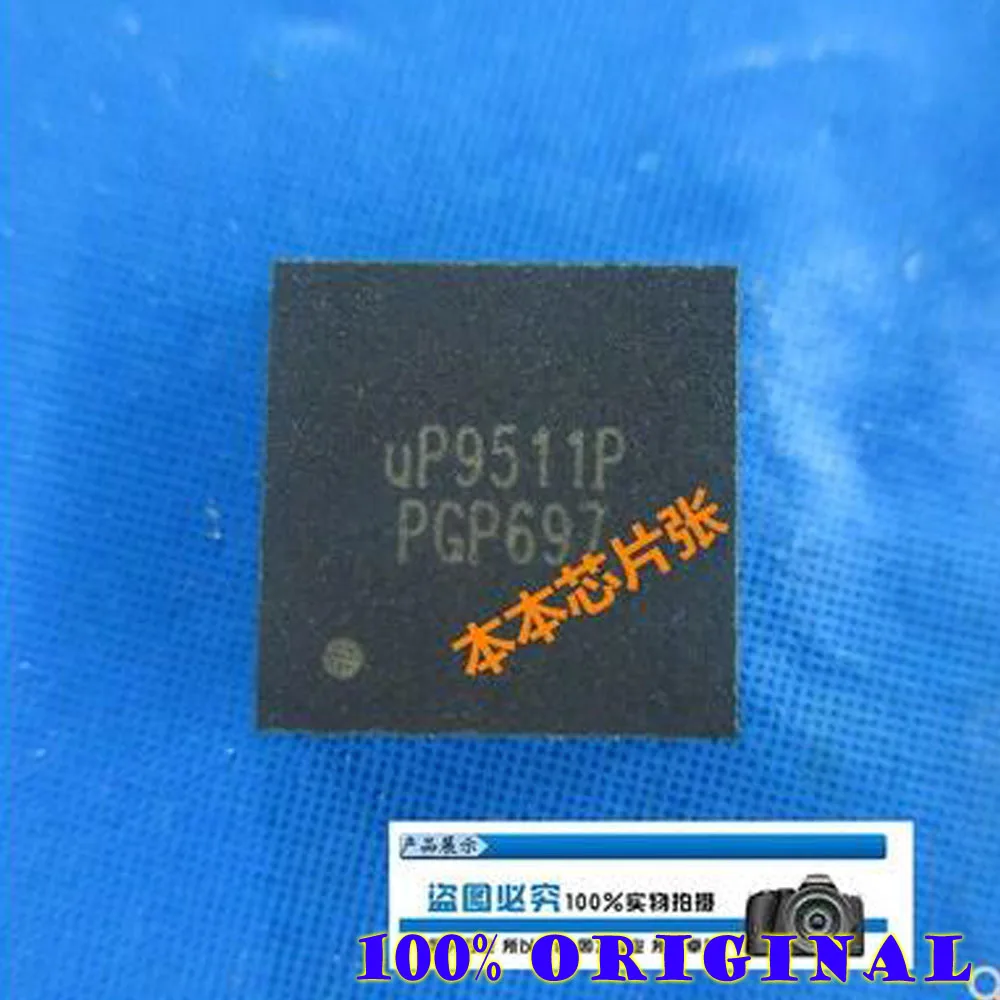 uP9511P
PGP697
本本芯片张
产品展示
盗图必究 100%实物拍摄
100% ORIGINAL